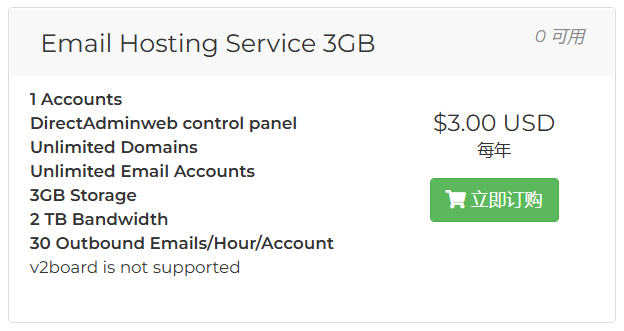 Email Hosting Service 3GB
0 可用
1 Accounts
DirectAdminweb control panel
Unlimited Domains
Unlimited Email Accounts
3GB Storage
2 TB Bandwidth
30 Outbound Emails/Hour/Account
v2board is not supported
$3.00 USD
每年
立即订购